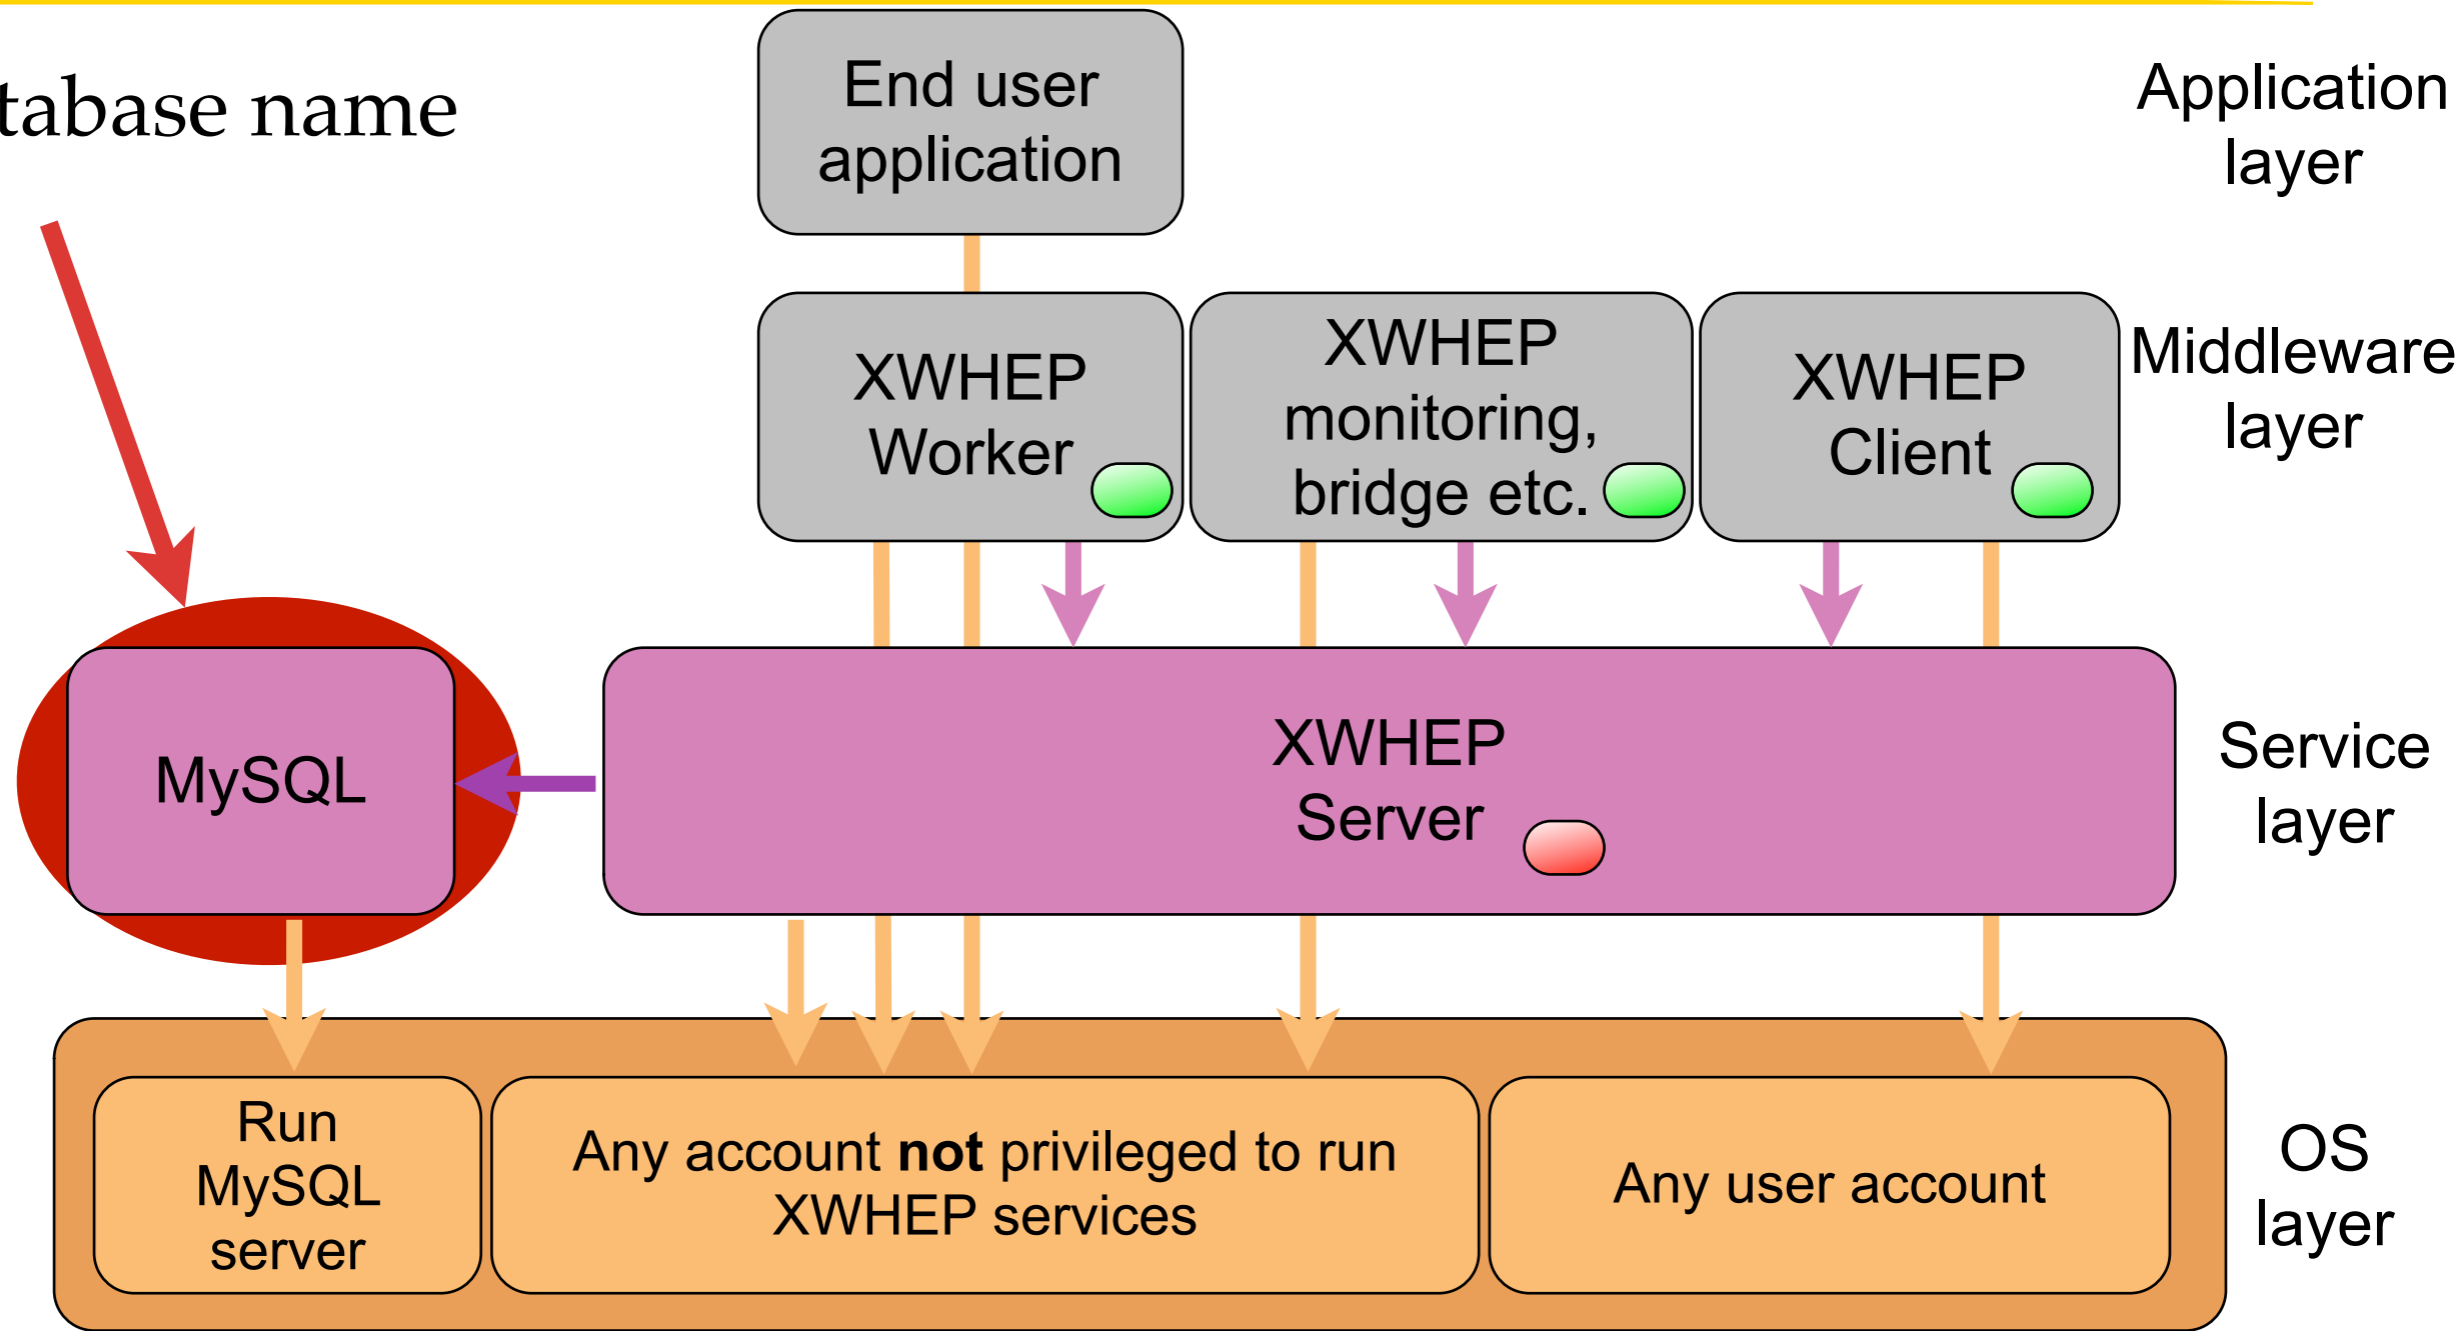 tabase name
End user
application
Application
layer
XWHEP
Worker
XWHEP
monitoring,
bridge etc.
XWHEP
Client
Middleware
layer
MySQL
XWHEP
Server
Service
layer
Run
MySQL
server
Any account not privileged to run
XWHEP services
Any user account
OS
layer